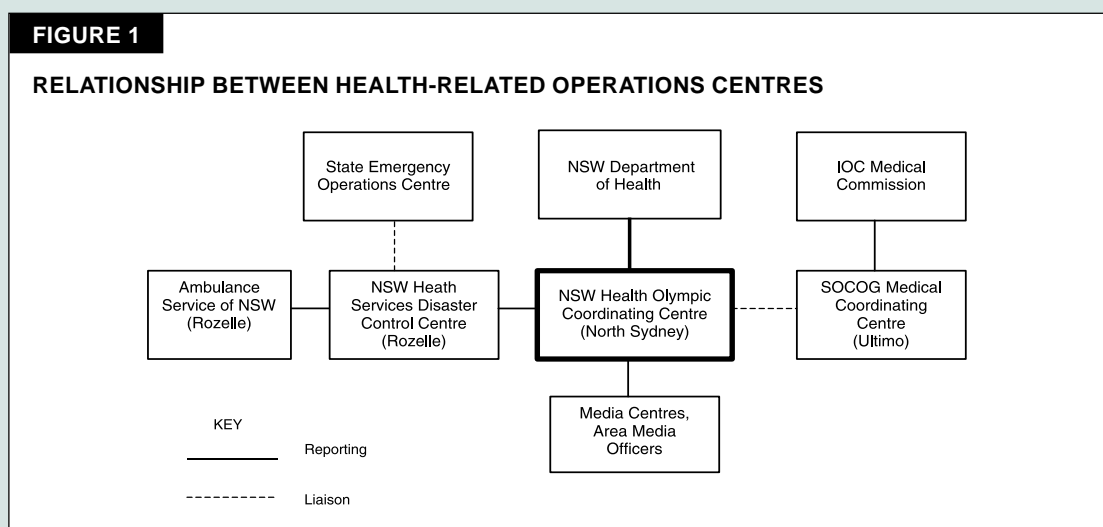 FIGURE 1
RELATIONSHIP BETWEEN HEALTH-RELATED OPERATIONS CENTRES
State Emergency
Operations Centre
NSW Department
of Health
IOC Medical
Commission
Ambulance
Service of NSW
(Rozelle)
NSW Heath
Services Disaster
Control Centre
(Rozelle)
NSW Health Olympic
Coordinating Centre
(North Sydney)
SOCOG Medical
Coordinating
Centre
(Ultimo)
Media Centres,
Area Media
Officers
KEY
Reporting
Liaison